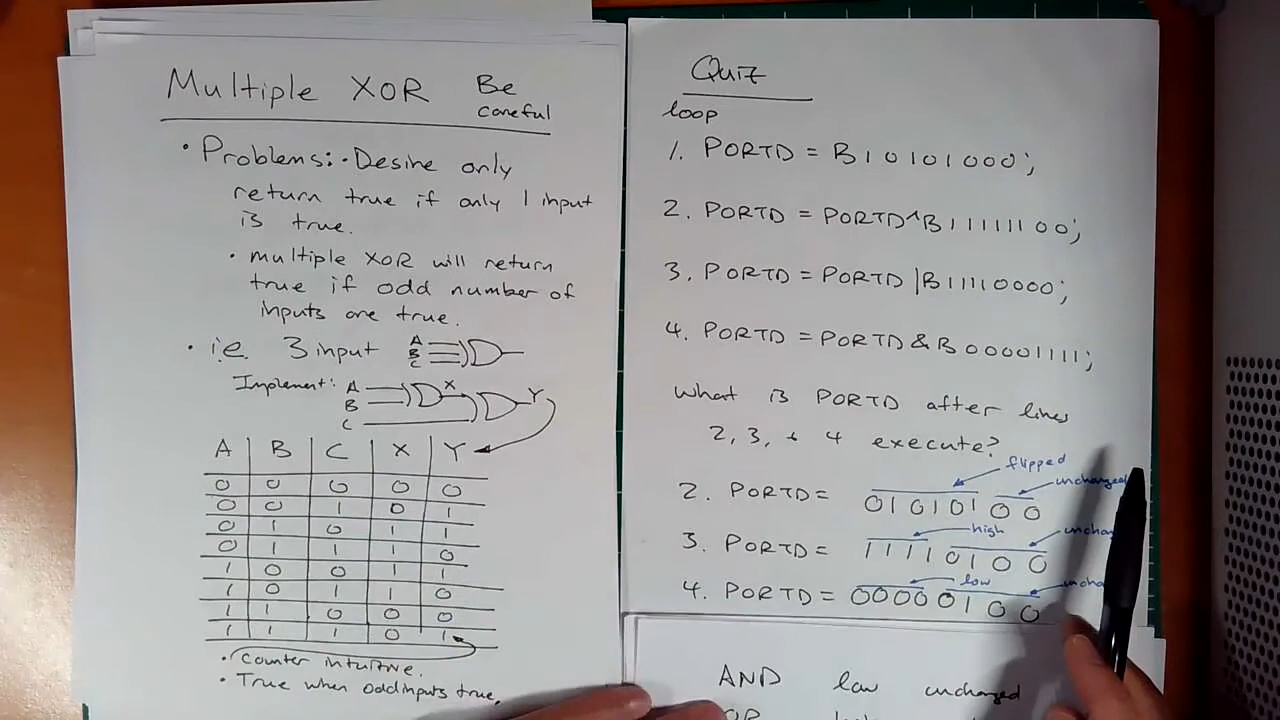 Multiple XOR Be
careful
• Problems: • Desire only
return true if only 1 input
is true.
• multiple XOR will return
true if odd number of
inputs are true.
• i.e. 3 input A
B
C
Implement: A X
B Y
C
A B C X Y
0 0 0 0 0
0 0 1 0 1
0 1 0 1 1
0 1 1 1 0
1 0 0 1 1
1 0 1 1 0
1 1 0 0 0
1 1 1 0 1
• counter intuitive.
• True when odd inputs true,
Quiz
loop
1. PORTD = B10101000;
2. PORTD = PORTD^B11111100;
3. PORTD = PORTD |B11110000;
4. PORTD = PORTD & B00001111;
What is PORTD after lines
2, 3, + 4 execute?
flipped
unchanged
2. PORTD = 01010100
high
3. PORTD = 11110100
low
4. PORTD = 00000100
AND low unchanged
OR